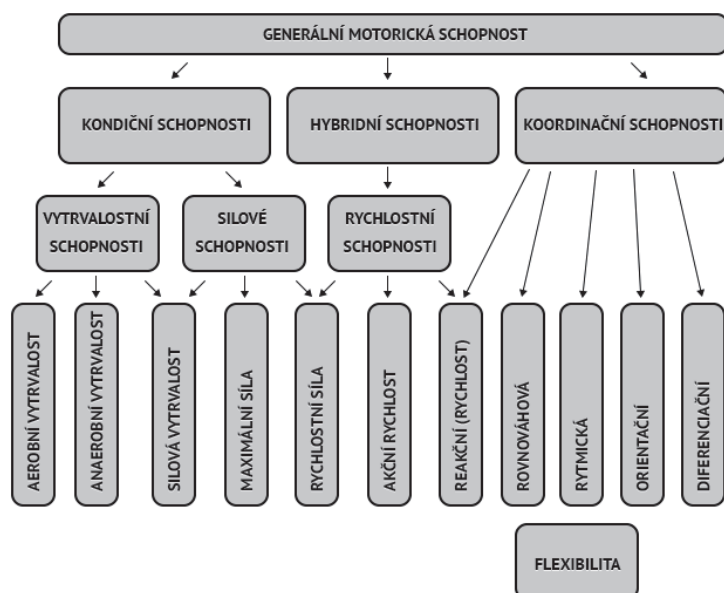 GENERÁLNÍ MOTORICKÁ SCHOPNOST
KONDIČNÍ SCHOPNOSTI
HYBRIDNÍ SCHOPNOSTI
KOORDINAČNÍ SCHOPNOSTI
VYTRVALOSTNÍ
SCHOPNOSTI
SILOVÉ
SCHOPNOSTI
RYCHLOSTNÍ
SCHOPNOSTI
AEROBNÍ VYTRVALOST
ANAEROBNÍ VYTRVALOST
SILOVÁ VYTRVALOST
MAXIMÁLNÍ SÍLA
RYCHLOSTNÍ SÍLA
AKČNÍ RYCHLOST
REAKČNÍ (RYCHLOST)
ROVNOVÁHOVÁ
RYTMICKÁ
ORIENTAČNÍ
DIFERENCIAČNÍ
FLEXIBILITA